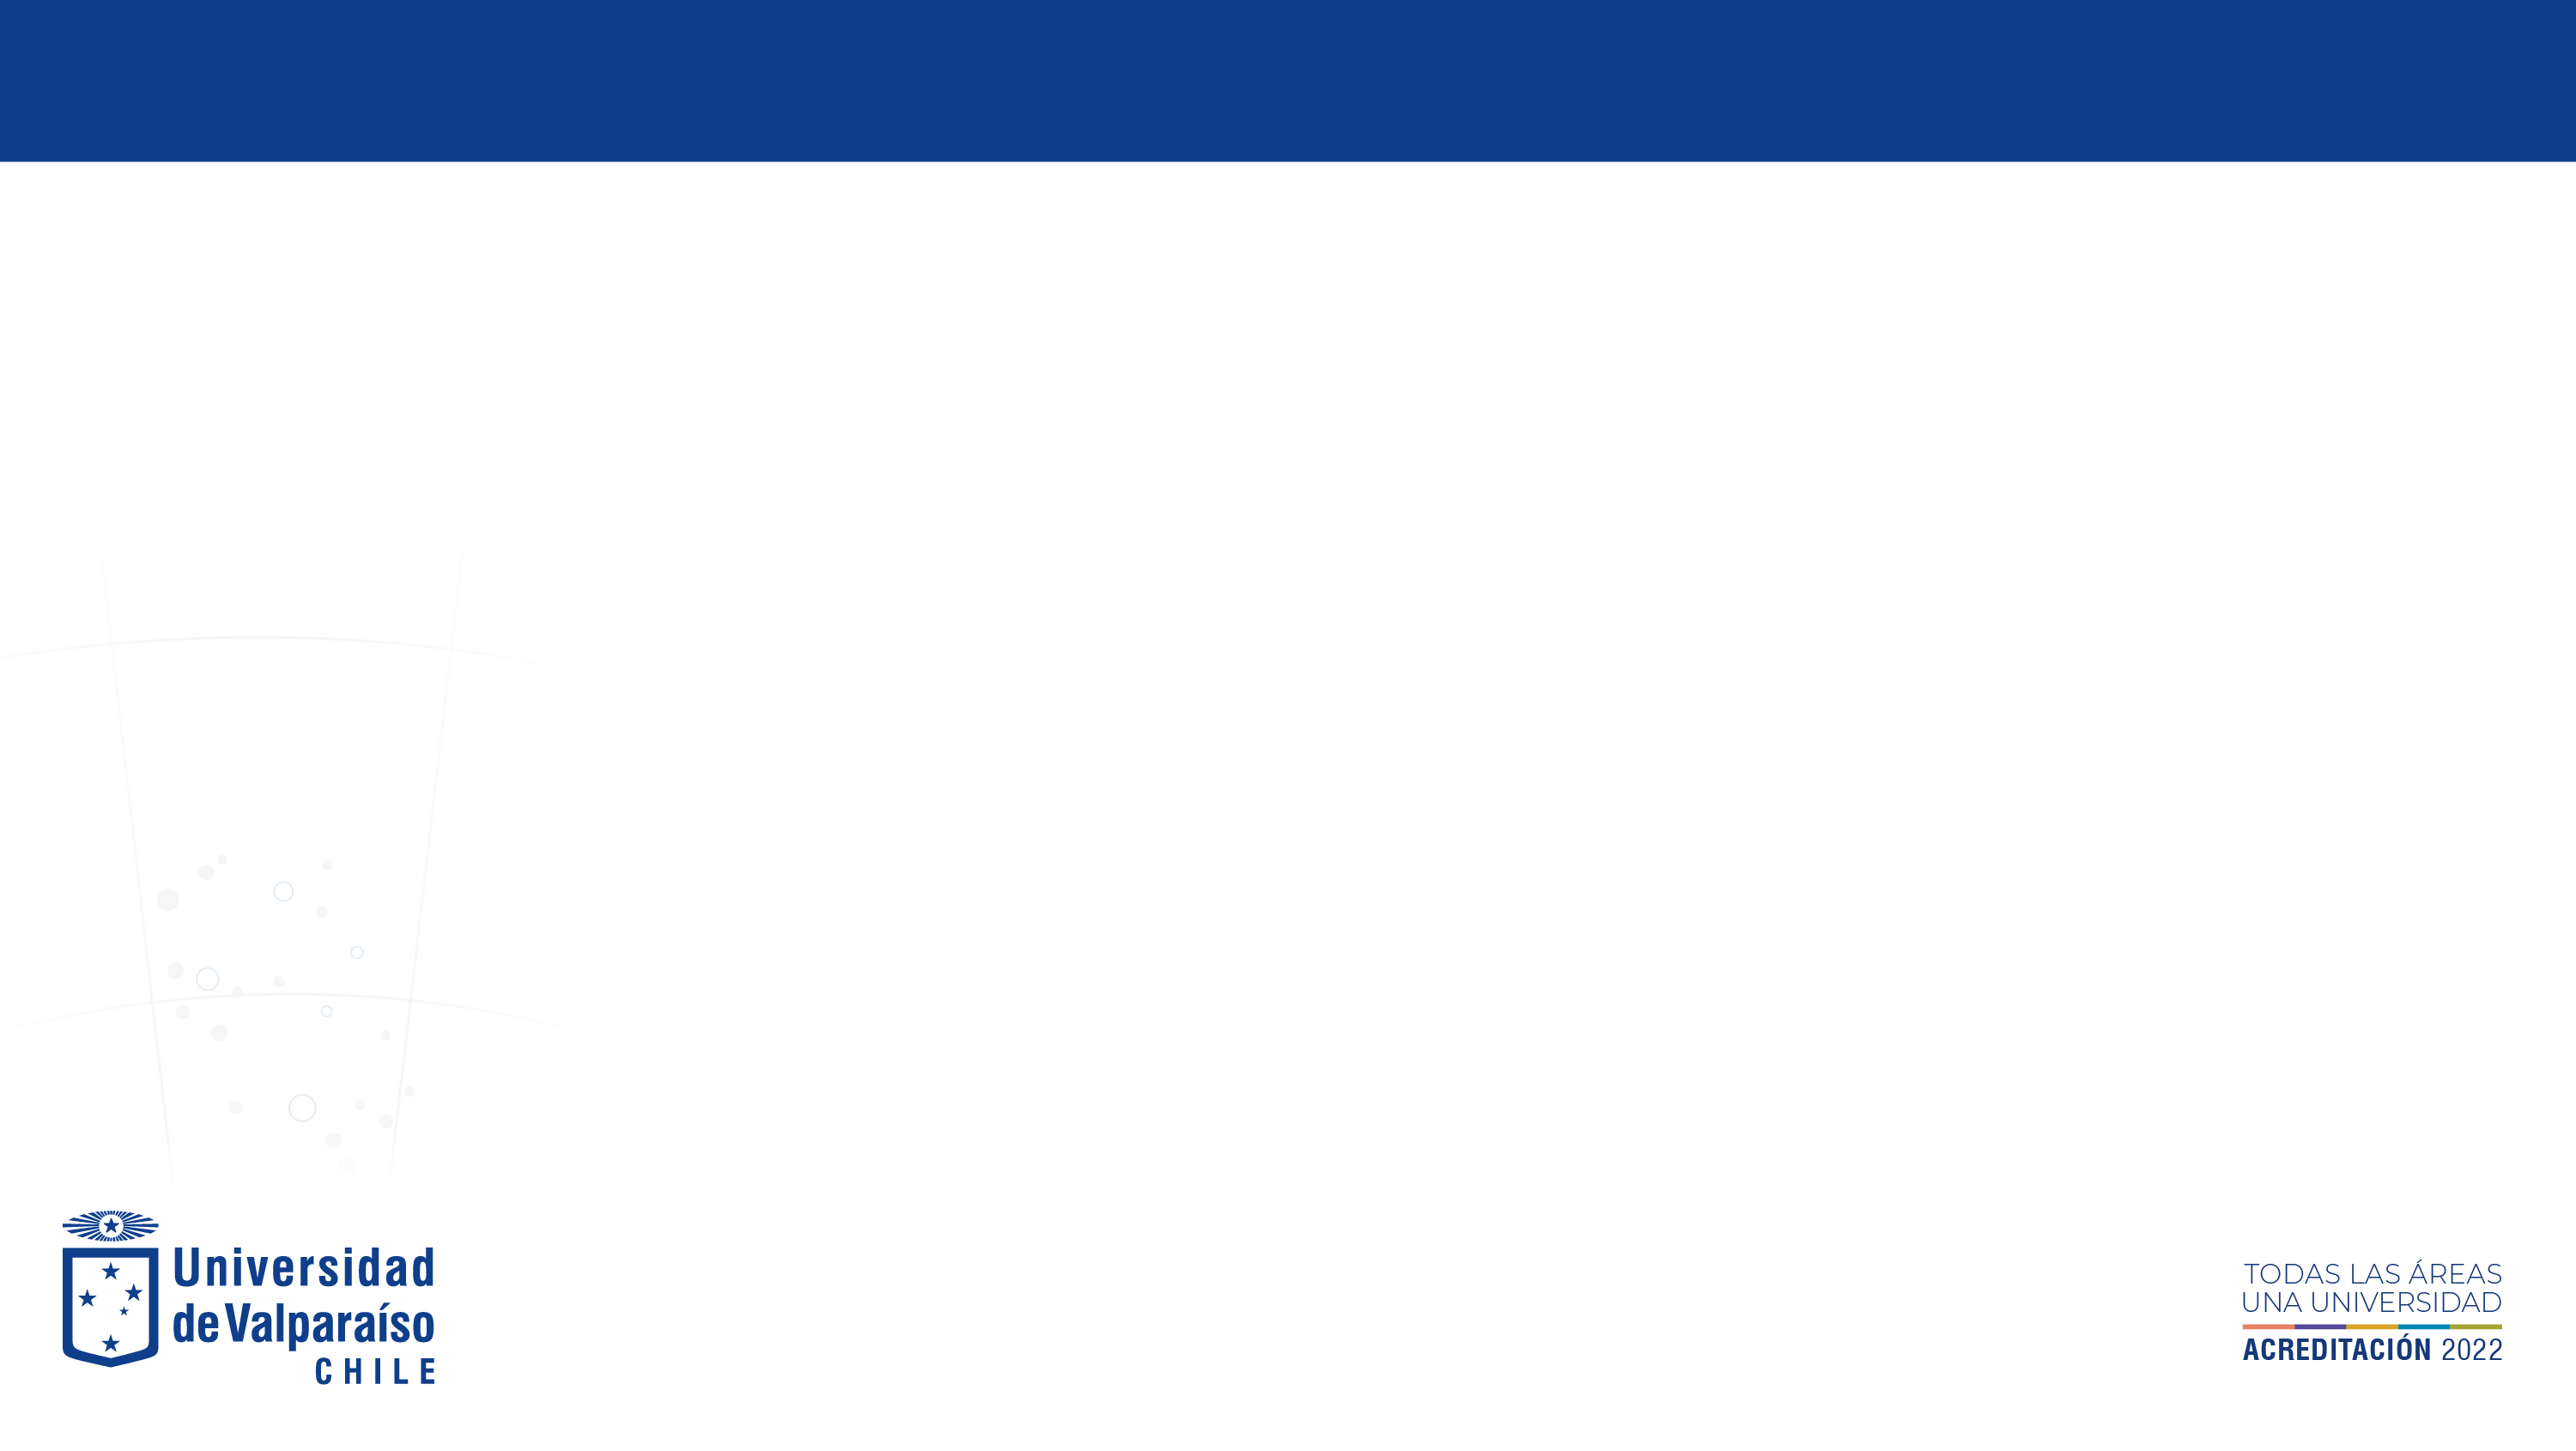 Universidad
de Valparaíso
CHILE
TODAS LAS ÁREAS
UNA UNIVERSIDAD
ACREDITACIÓN 2022